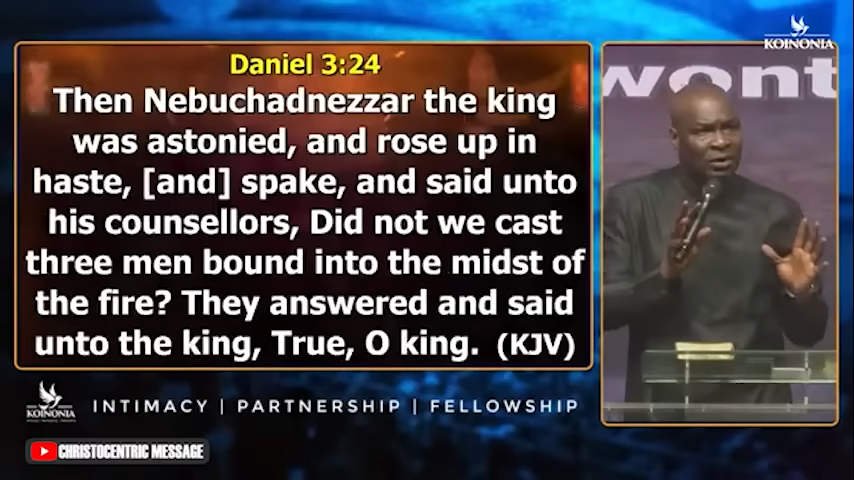 KOINONIA
Daniel 3:24
Then Nebuchadnezzar the king
was astonied, and rose up in
haste, [and] spake, and said unto
his counsellors, Did not we cast
three men bound into the midst of
the fire? They answered and said
unto the king, True, O king. (KJV)
wont
KOINONIA
INTIMACY | PARTNERSHIP | FELLOWSHIP
CHRISTOCENTRIC MESSAGE